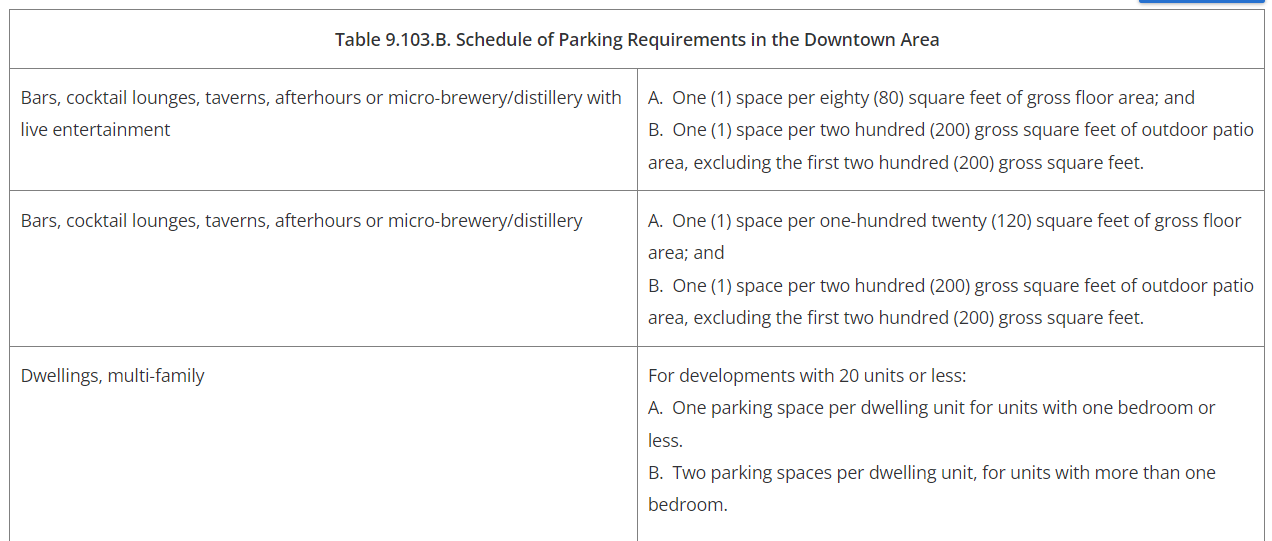 Table 9.103.B. Schedule of Parking Requirements in the Downtown Area
Bars, cocktail lounges, taverns, afterhours or micro-brewery/distillery with
live entertainment
A. One (1) space per eighty (80) square feet of gross floor area; and
B. One (1) space per two hundred (200) gross square feet of outdoor patio
area, excluding the first two hundred (200) gross square feet.
Bars, cocktail lounges, taverns, afterhours or micro-brewery/distillery
A. One (1) space per one-hundred twenty (120) square feet of gross floor
area; and
B. One (1) space per two hundred (200) gross square feet of outdoor patio
area, excluding the first two hundred (200) gross square feet.
Dwellings, multi-family
For developments with 20 units or less:
A. One parking space per dwelling unit for units with one bedroom or
less.
B. Two parking spaces per dwelling unit, for units with more than one
bedroom.